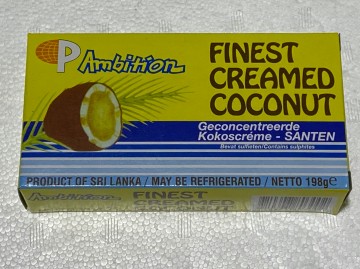 P Ambition
FINEST
CREAMED
COCONUT
Geconcentreerde
Kokoscrème - SANTEN
Bevat sulfieten/Contains sulphites
PRODUCT OF SRI LANKA / MAY BE REFRIGERATED / NETTO 198g℮
Ambition
FINEST
CREAMED